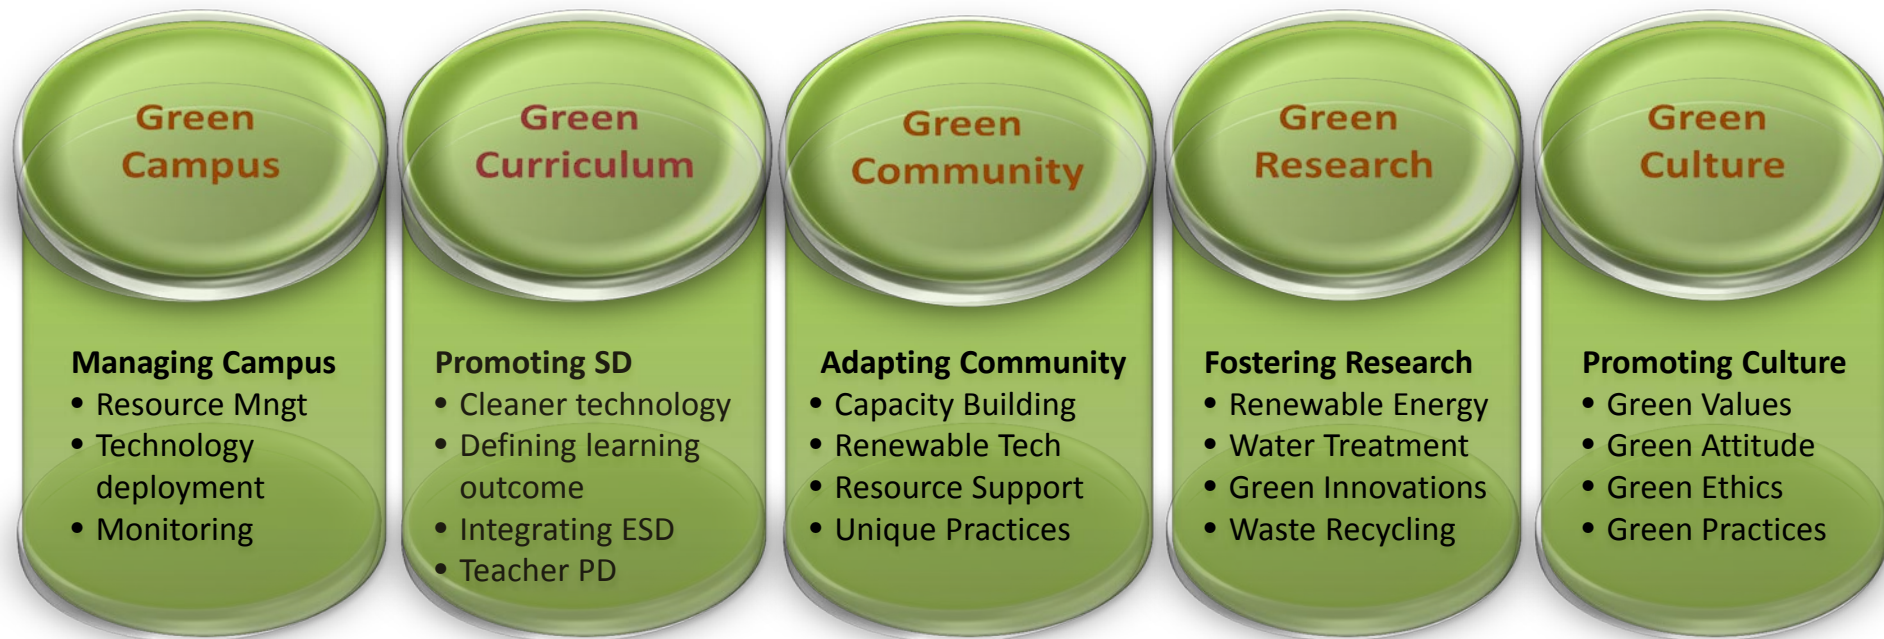 Green
Campus
Managing Campus
• Resource Mngt
• Technology
deployment
• Monitoring
Green
Curriculum
Promoting SD
• Cleaner technology
• Defining learning
outcome
• Integrating ESD
• Teacher PD
Green
Community
Adapting Community
• Capacity Building
• Renewable Tech
• Resource Support
• Unique Practices
Green
Research
Fostering Research
• Renewable Energy
• Water Treatment
• Green Innovations
• Waste Recycling
Green
Culture
Promoting Culture
• Green Values
• Green Attitude
• Green Ethics
• Green Practices